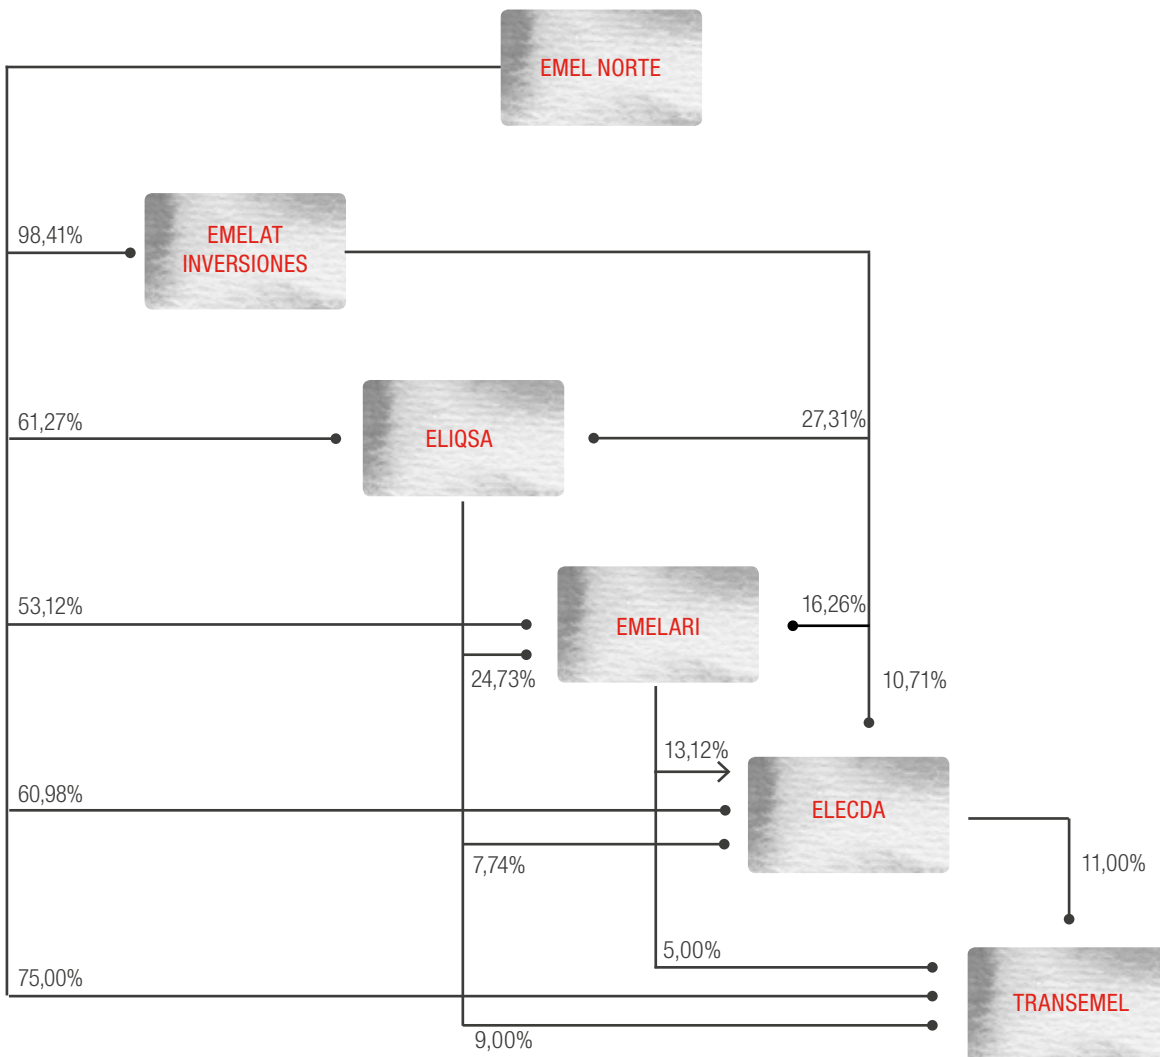 EMEL NORTE
98,41%
EMELAT
INVERSIONES
61,27%
ELIQSA
27,31%
53,12%
EMELARI
16,26%
24,73%
10,71%
13,12%
60,98%
ELECDA
7,74%
11,00%
5,00%
75,00%
TRANSEMEL
9,00%